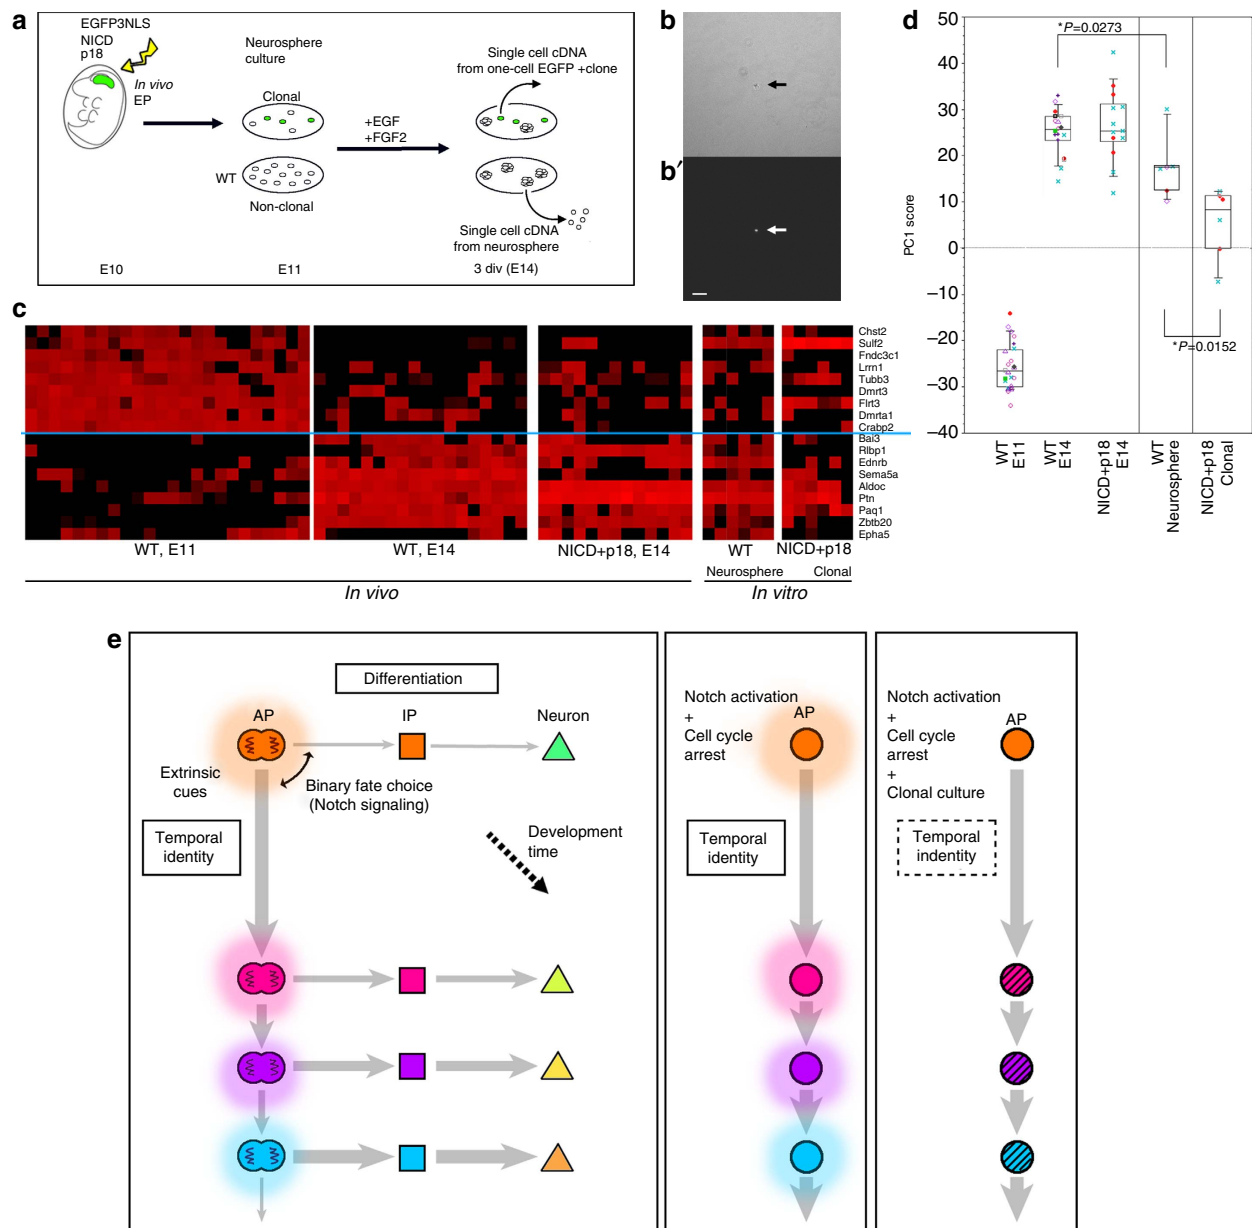 a
EGFP3NLS
NICD
p18
In vivo
EP
Neurosphere
culture
Clonal
WT
Non-clonal
+EGF
+FGF2
Single cell cDNA
from one-cell EGFP +clone
Single cell cDNA
from neurosphere
E10
E11
3 div (E14)
b
b′
c
Chst2
Sulf2
Fndc3c1
Lrrn1
Tubb3
Dmrt3
Flrt3
Dmrta1
Crabp2
Bai3
Rlbp1
Ednrb
Sema5a
Aldoc
Ptn
Paq1
Zbtb20
Epha5
WT, E11
WT, E14
NICD+p18, E14
WT
NICD+p18
Neurosphere
Clonal
In vivo
In vitro
d
PC1 score
50
40
30
20
10
0
–10
–20
–30
–40
*P=0.0273
*P=0.0152
WT
E11
WT
E14
NICD+p18
E14
WT
Neurosphere
NICD+p18
Clonal
e
Differentiation
AP
IP
Neuron
Extrinsic
cues
Binary fate choice
(Notch signaling)
Temporal
identity
Development
time
Notch activation
+
Cell cycle
arrest
AP
Temporal
identity
Notch activation
+
Cell cycle
arrest
+
Clonal culture
AP
Temporal
indentity